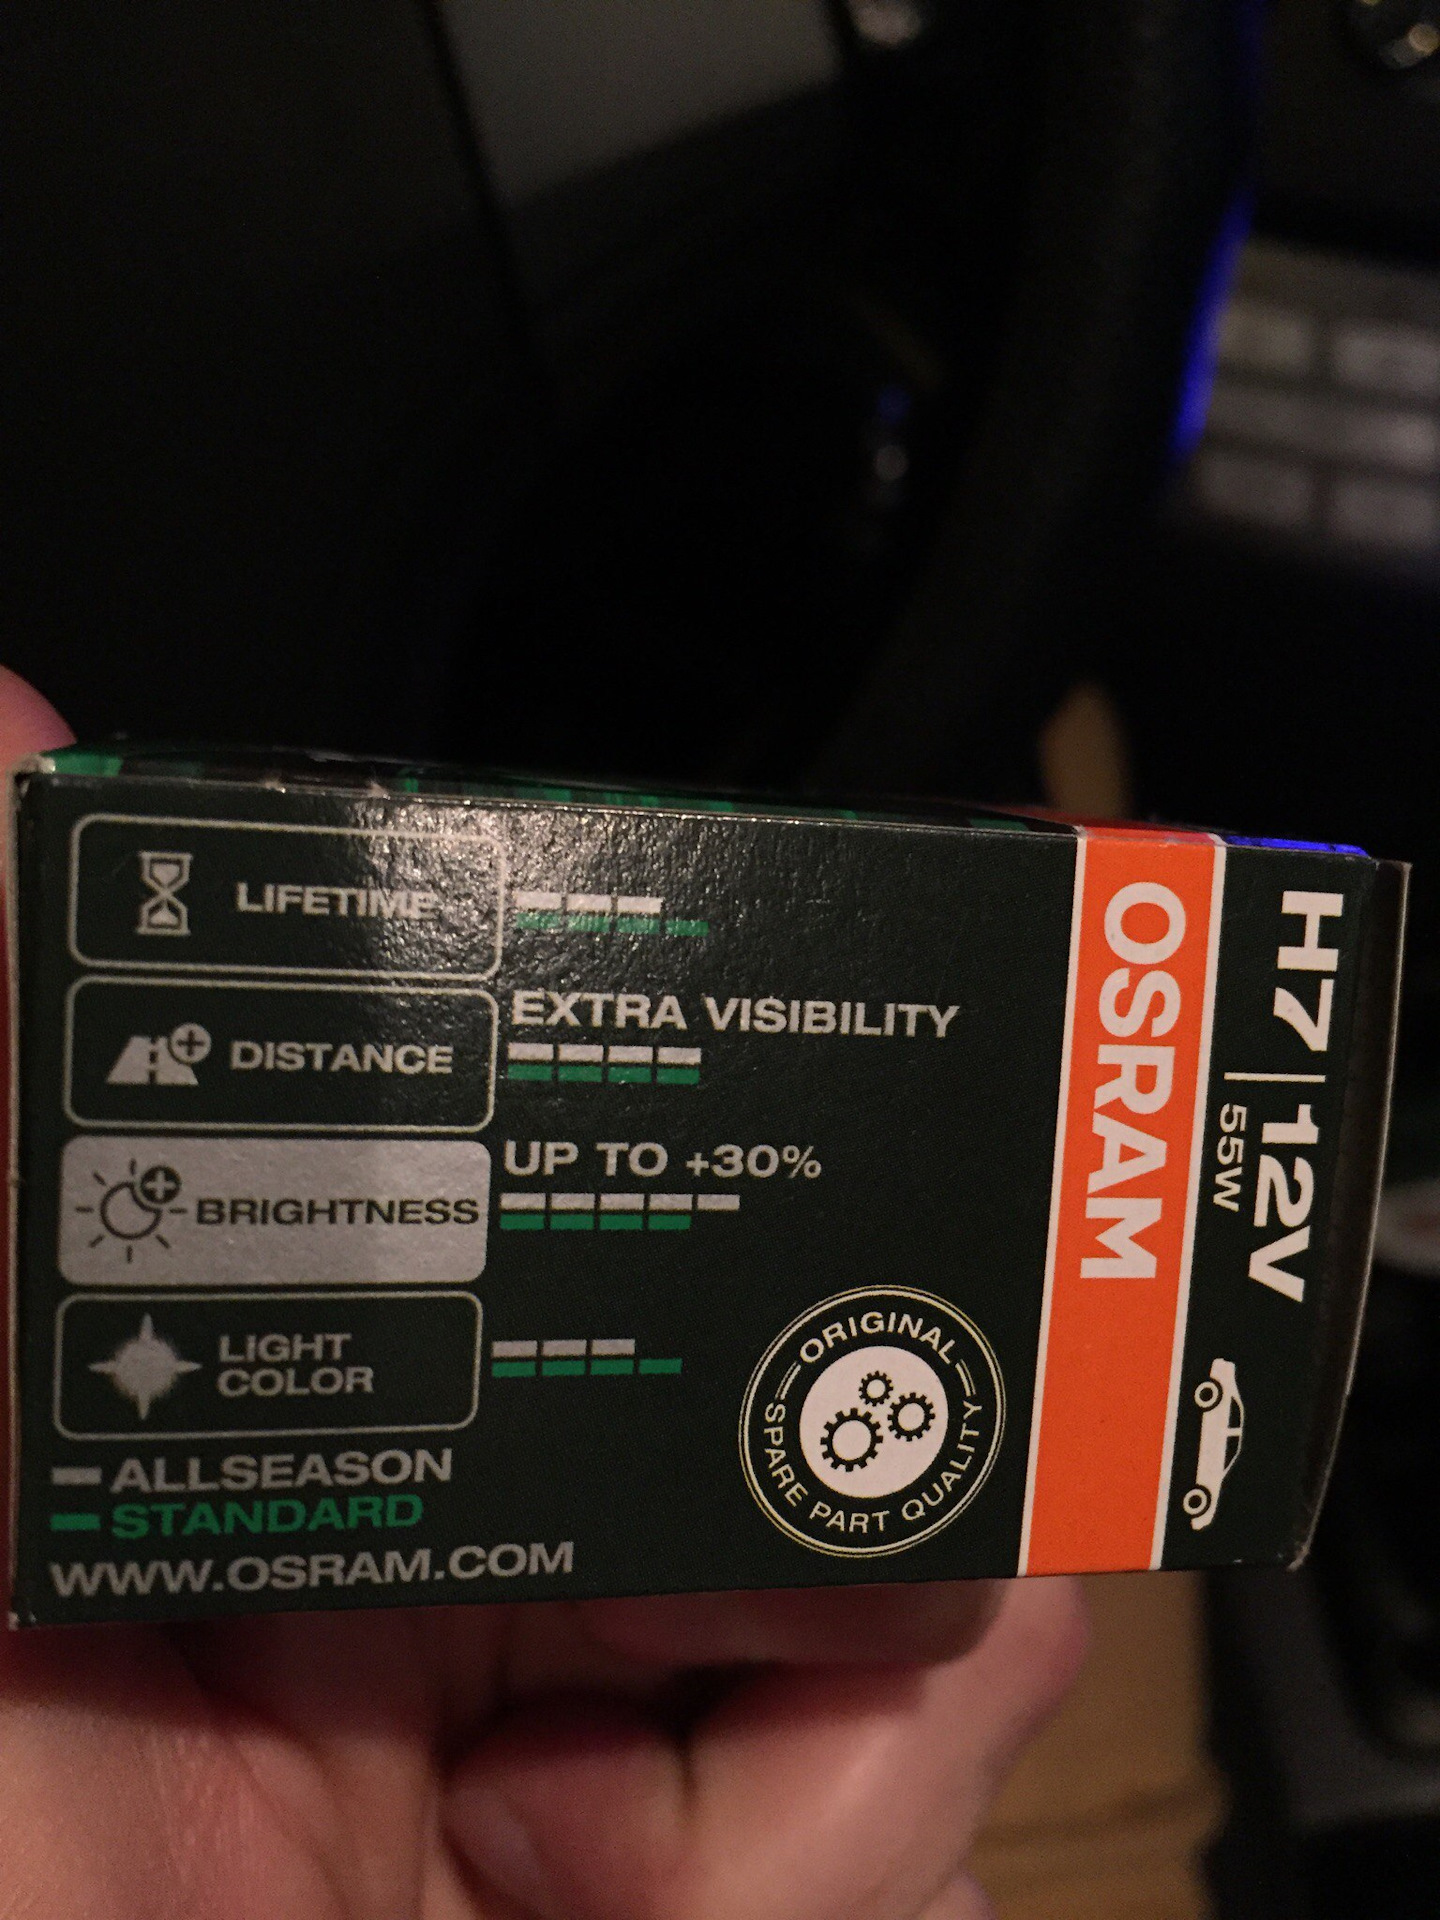 LIFETIME
DISTANCE
EXTRA VISIBILITY
BRIGHTNESS
UP TO +30%
LIGHT
COLOR
ALLSEASON
STANDARD
WWW.OSRAM.COM
ORIGINAL
SPARE PART QUALITY
OSRAM
H7 | 12V
55W